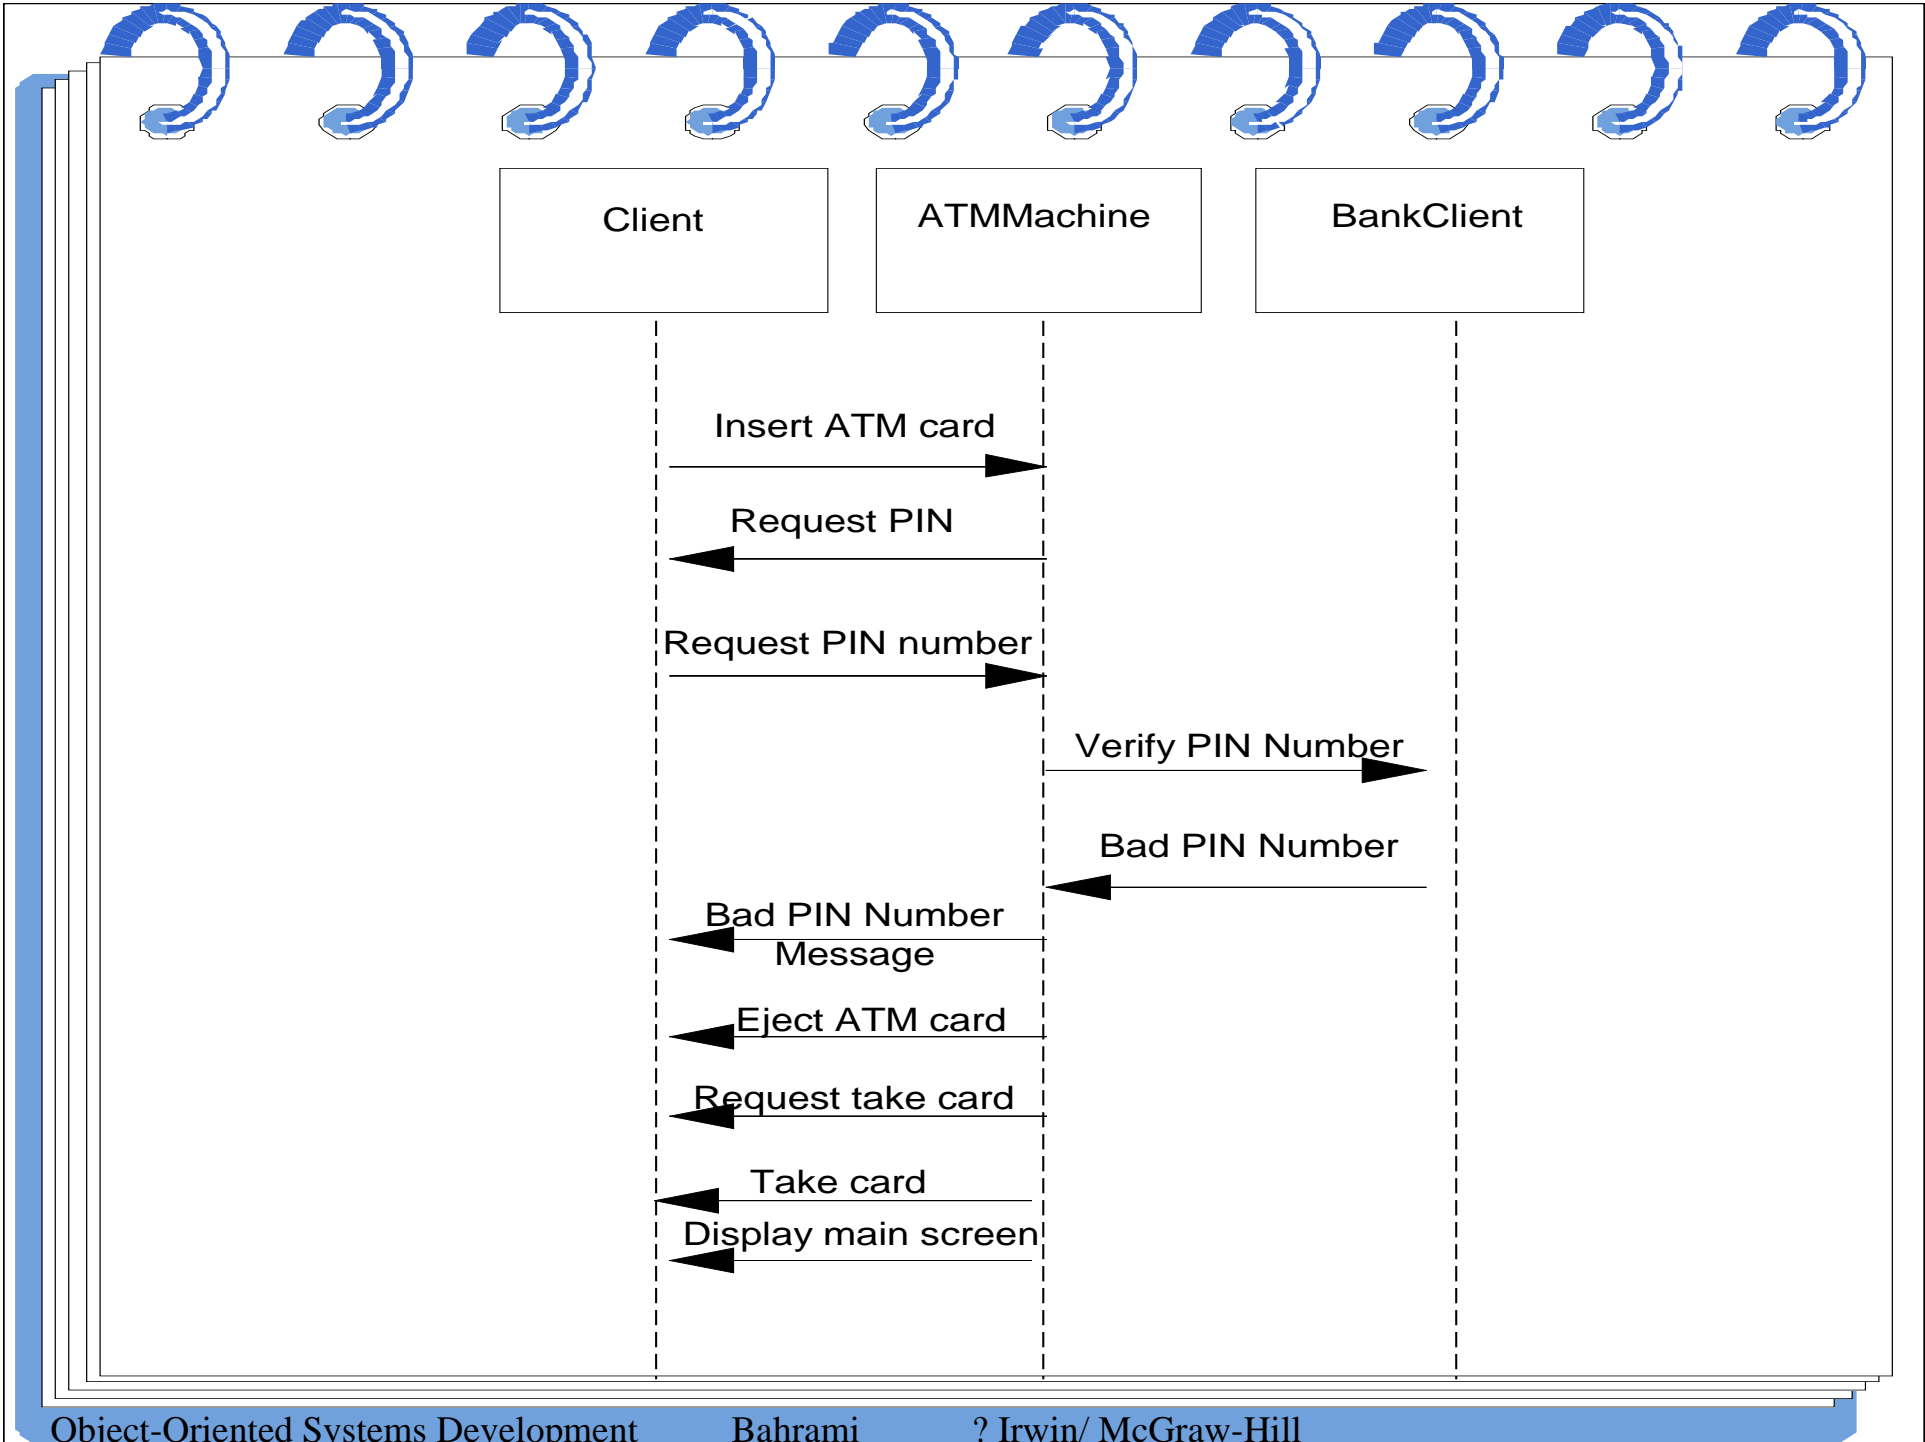 Client
ATMMachine
BankClient
Insert ATM card
Request PIN
Request PIN number
Verify PIN Number
Bad PIN Number
Bad PIN Number
Message
Eject ATM card
Request take card
Take card
Display main screen
Object-Oriented Systems Development Bahrami ? Irwin/ McGraw-Hill